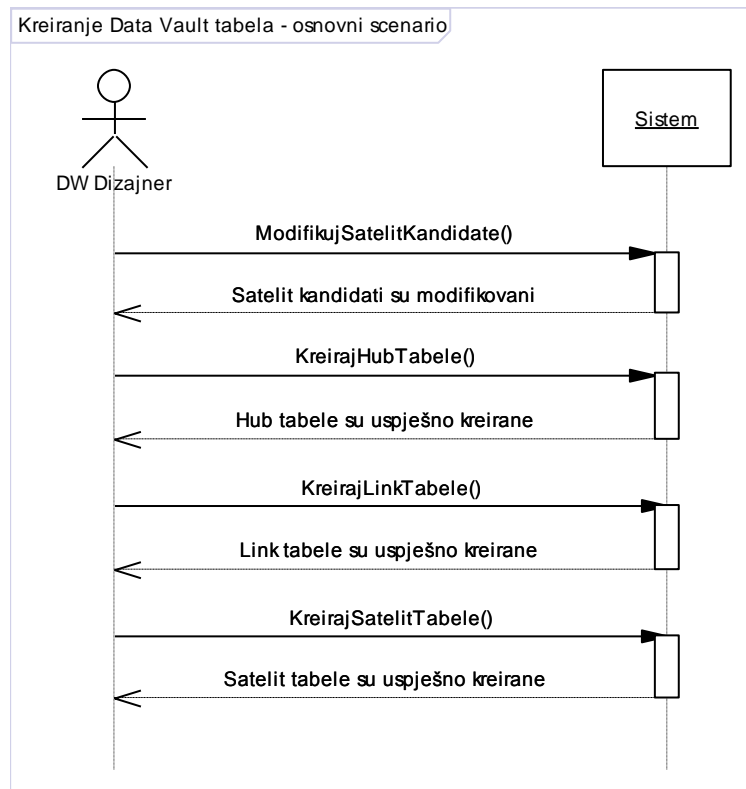 Kreiranje Data Vault tabela - osnovni scenario
Sistem
DW Dizajner
ModifikujSatelitKandidate()
Satelit kandidati su modifikovani
KreirajHubTabele()
Hub tabele su uspješno kreirane
KreirajLinkTabele()
Link tabele su uspješno kreirane
KreirajSatelitTabele()
Satelit tabele su uspješno kreirane